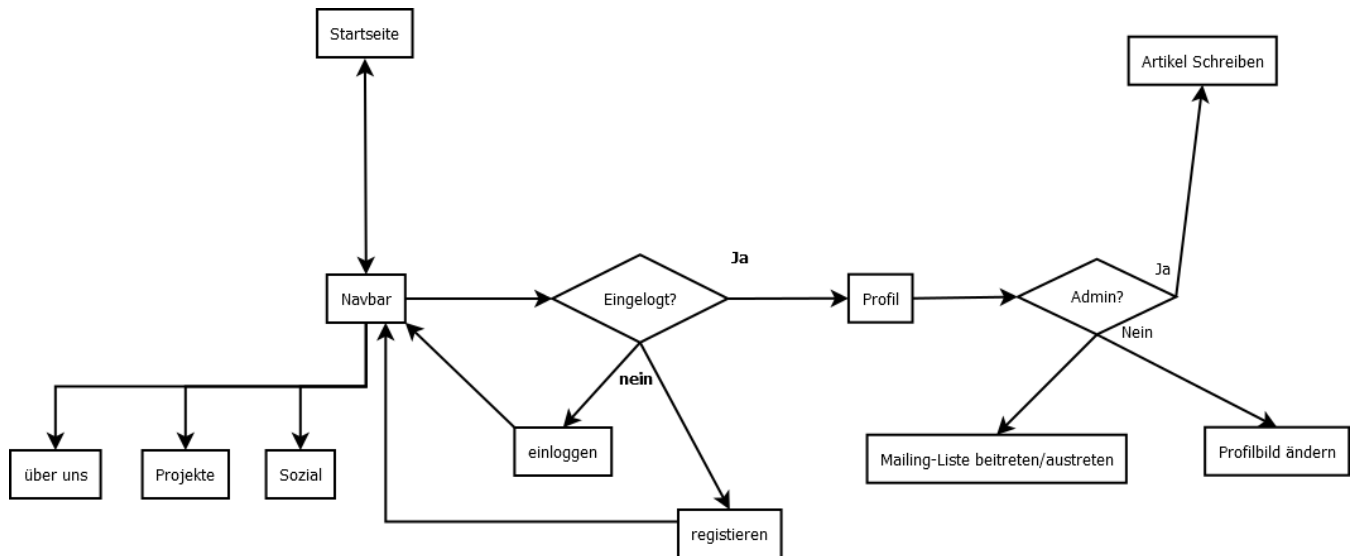 Startseite
Artikel Schreiben
Ja
Ja
Navbar
Eingelogt?
Profil
Admin?
Nein
nein
einloggen
Mailing-Liste beitreten/austreten
Profilbild ändern
über uns
Projekte
Sozial
registieren